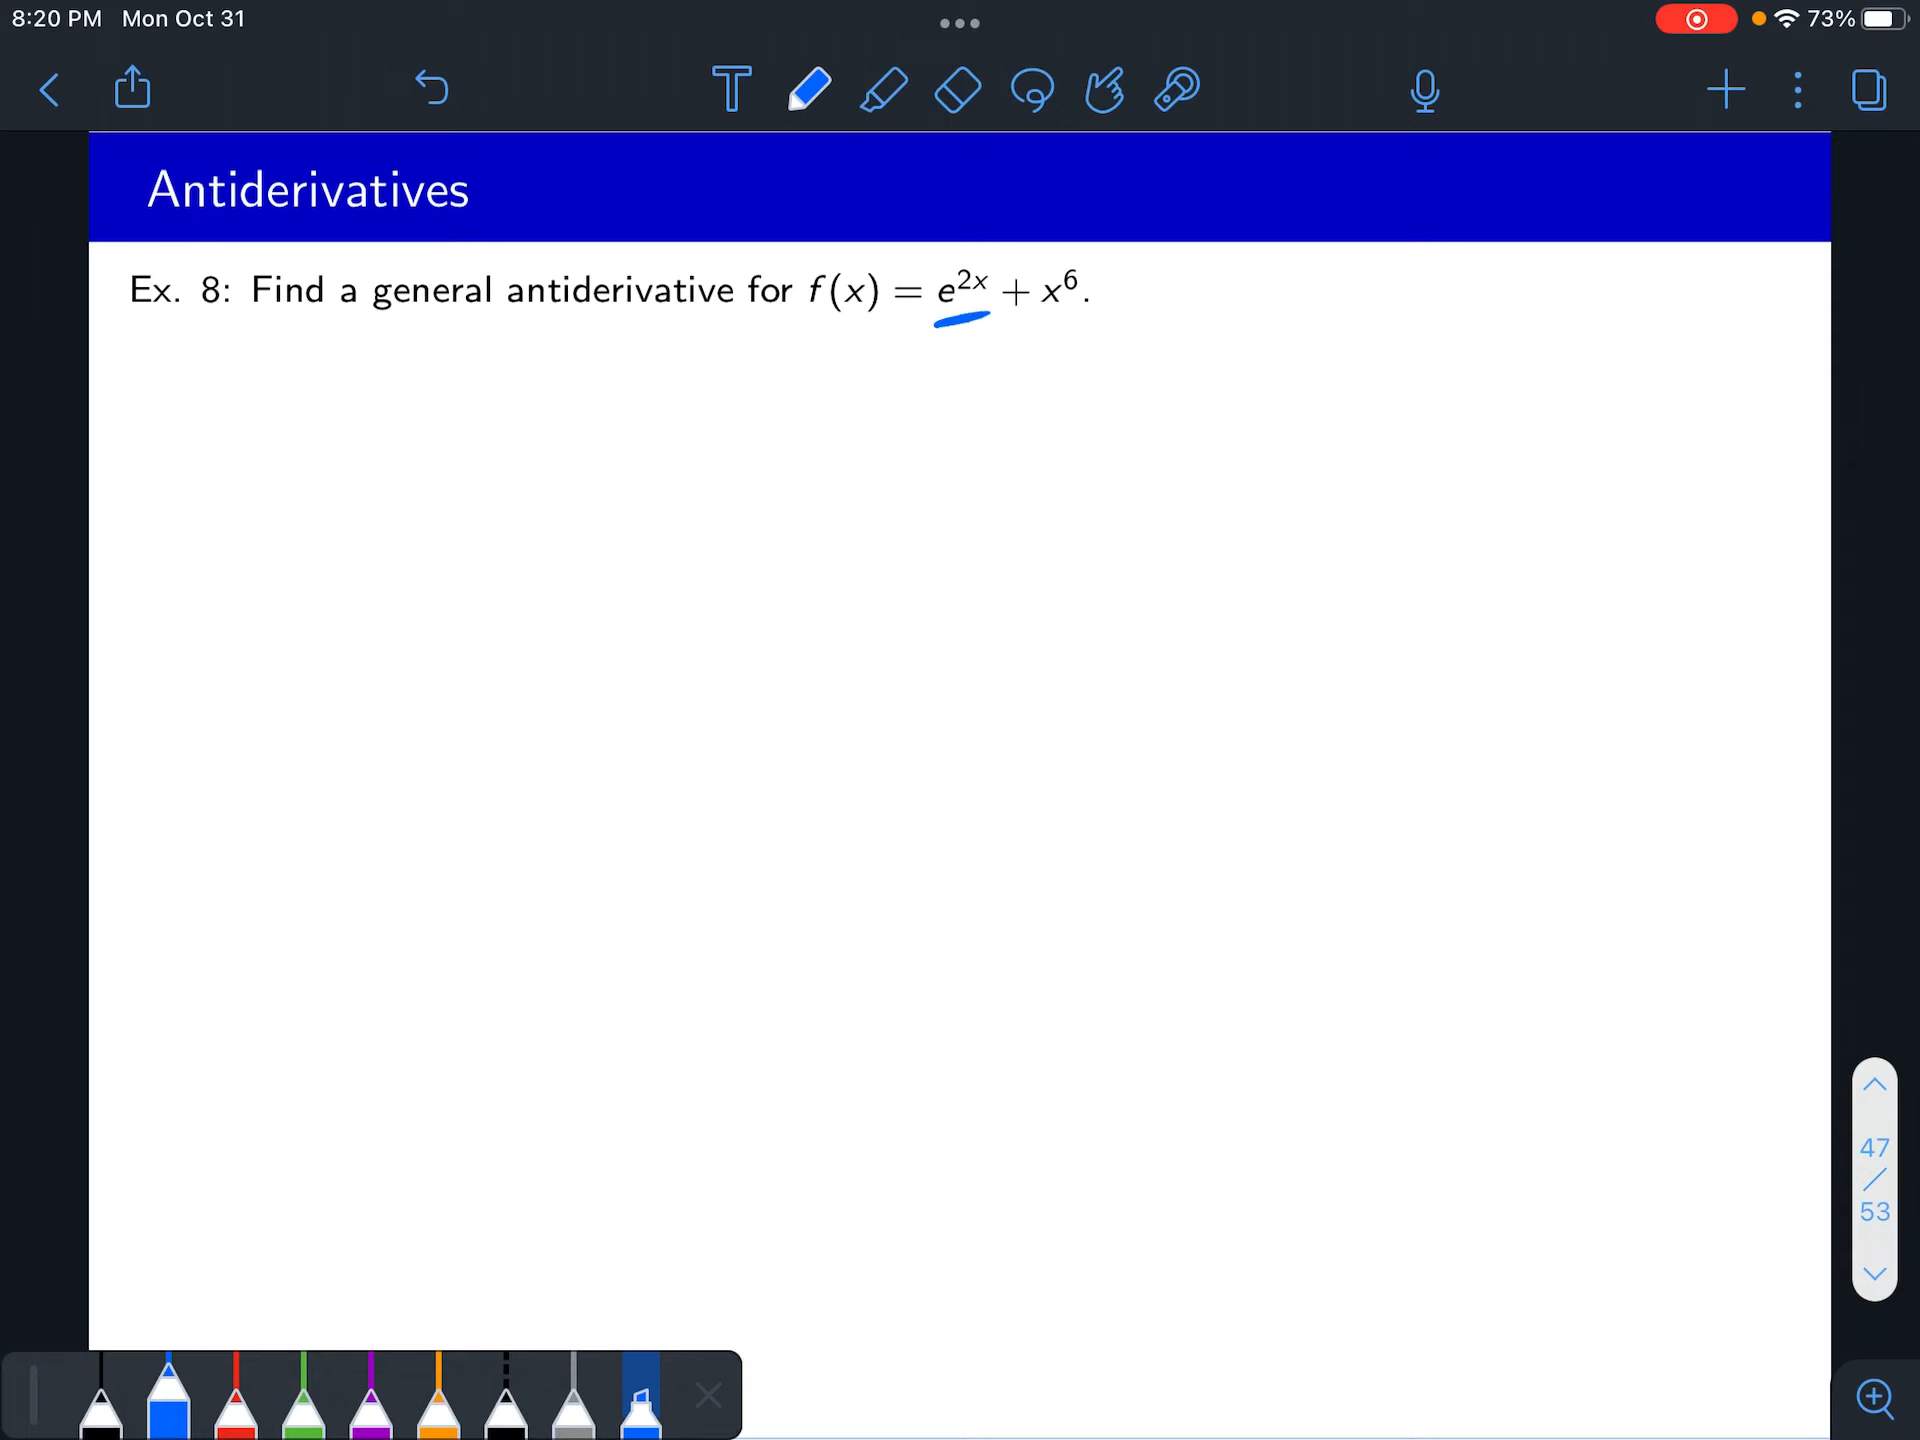 8:20 PM Mon Oct 31
73%
Antiderivatives
Ex. 8: Find a general antiderivative for f(x) = e^{2x} + x^6.
47
/
53